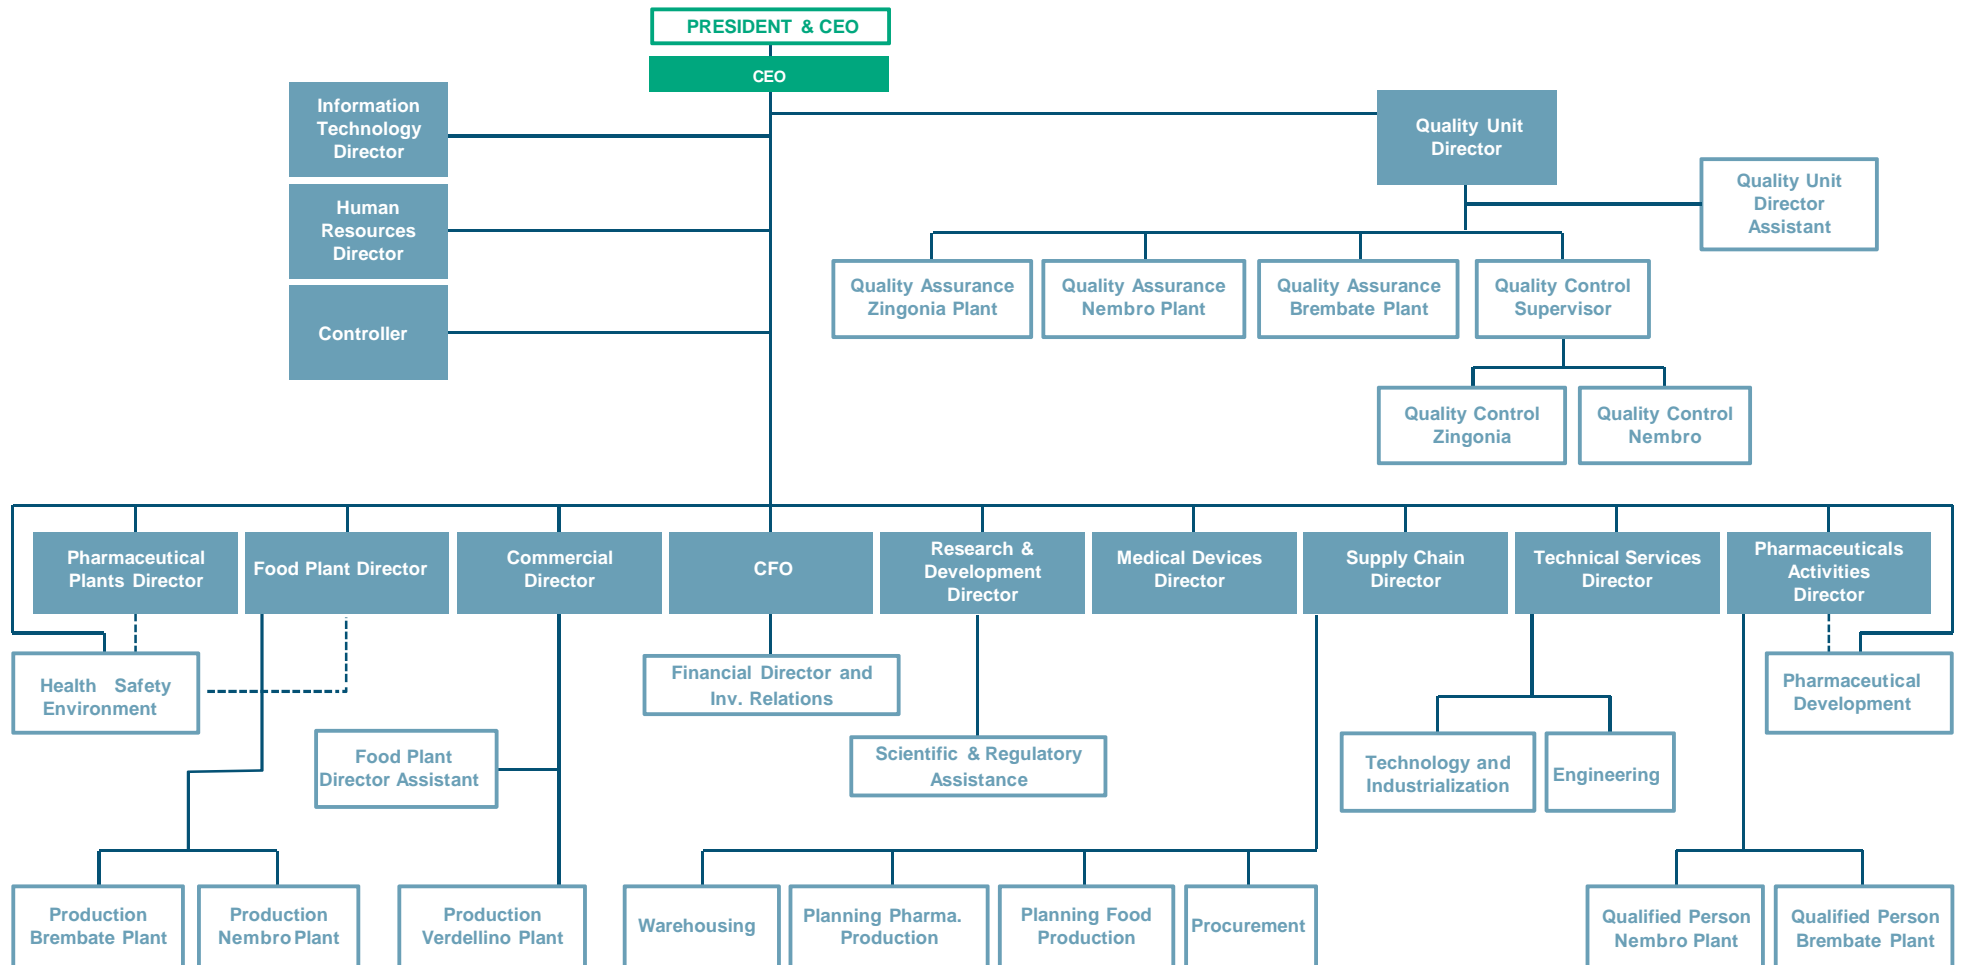 PRESIDENT & CEO
CEO
Information
Technology
Director
Quality Unit
Director
Quality Unit
Director
Assistant
Human
Resources
Director
Quality Assurance
Zingonia Plant
Quality Assurance
Nembro Plant
Quality Assurance
Brembate Plant
Quality Control
Supervisor
Controller
Quality Control
Zingonia
Quality Control
Nembro
Pharmaceutical
Plants Director
Food Plant Director
Commercial
Director
CFO
Research &
Development
Director
Medical Devices
Director
Supply Chain
Director
Technical Services
Director
Pharmaceuticals
Activities
Director
Health Safety
Environment
Financial Director and
Inv. Relations
Pharmaceutical
Development
Food Plant
Director Assistant
Scientific & Regulatory
Assistance
Technology and
Industrialization
Engineering
Production
Brembate Plant
Production
Nembro Plant
Production
Verdellino Plant
Warehousing
Planning Pharma.
Production
Planning Food
Production
Procurement
Qualified Person
Nembro Plant
Qualified Person
Brembate Plant